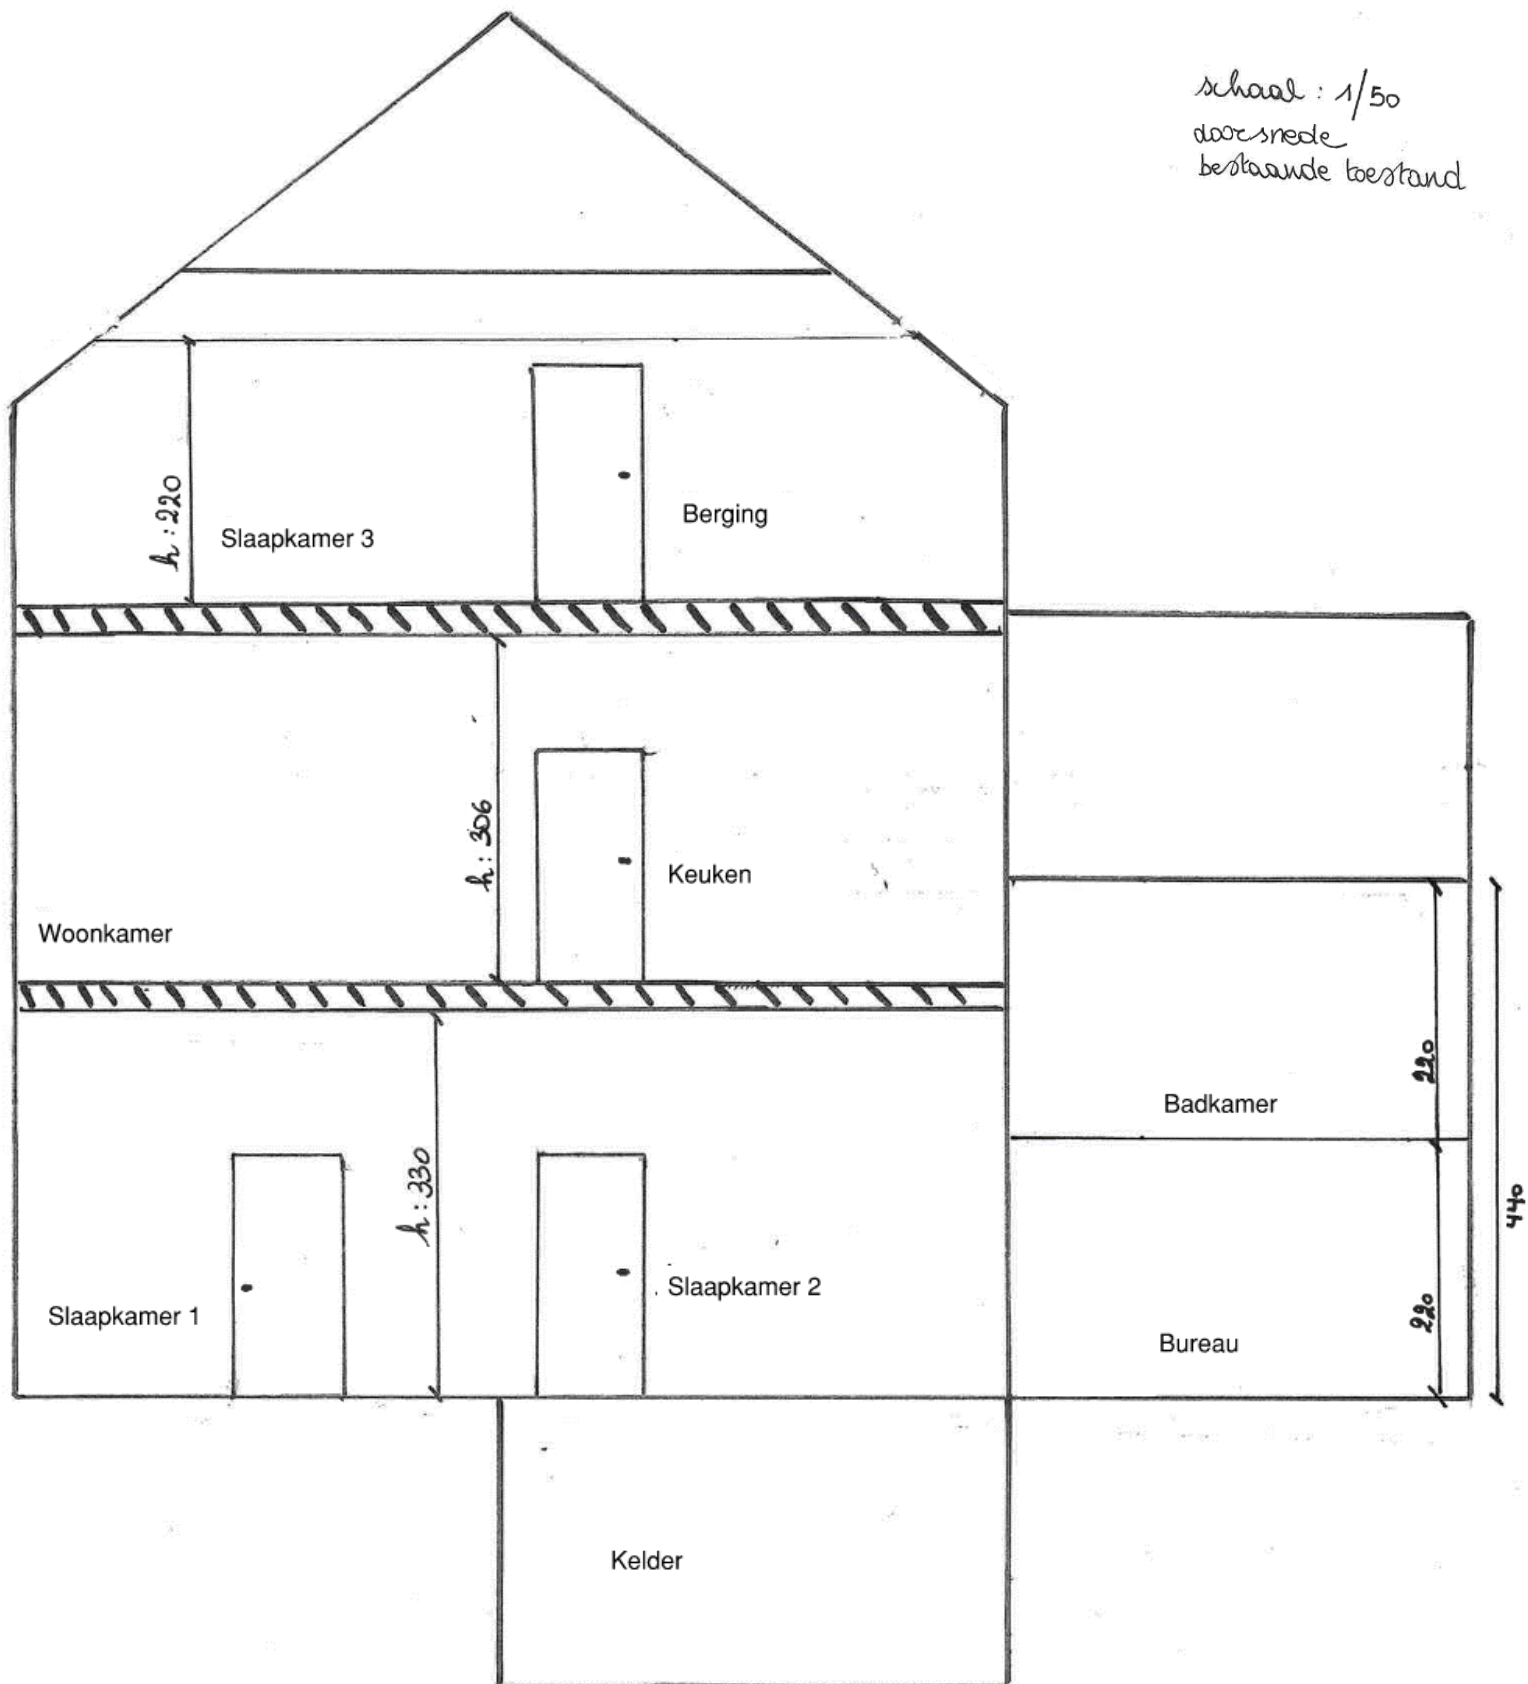 schaal : 1/50
doorsnede
bestaande toestand
h : 220
Slaapkamer 3
Berging
h : 306
Keuken
Woonkamer
220
Badkamer
h : 330
440
Slaapkamer 1
Slaapkamer 2
220
Bureau
Kelder